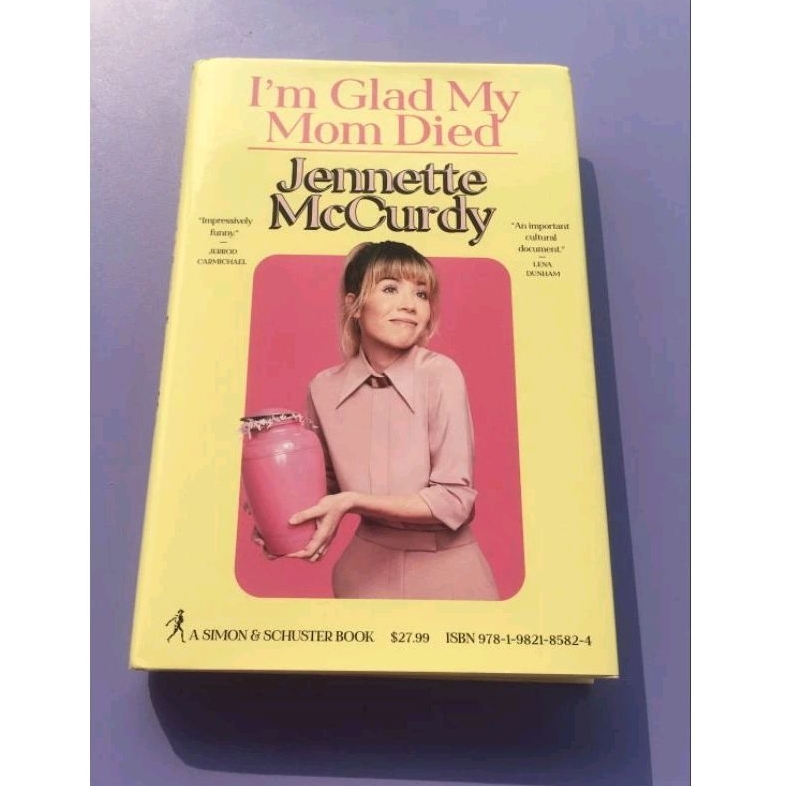 I'm Glad My
Mom Died
Jennette
McCurdy
"Impressively
funny."
—
JERROD
CARMICHAEL
"An important
cultural
document."
—
LENA
DUNHAM
A SIMON & SCHUSTER BOOK $27.99 ISBN 978-1-9821-8582-4